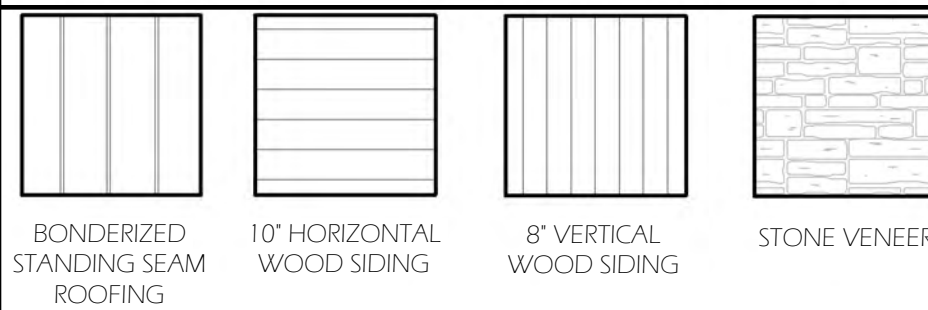 BONDERIZED
STANDING SEAM
ROOFING
10" HORIZONTAL
WOOD SIDING
8" VERTICAL
WOOD SIDING
STONE VENEER